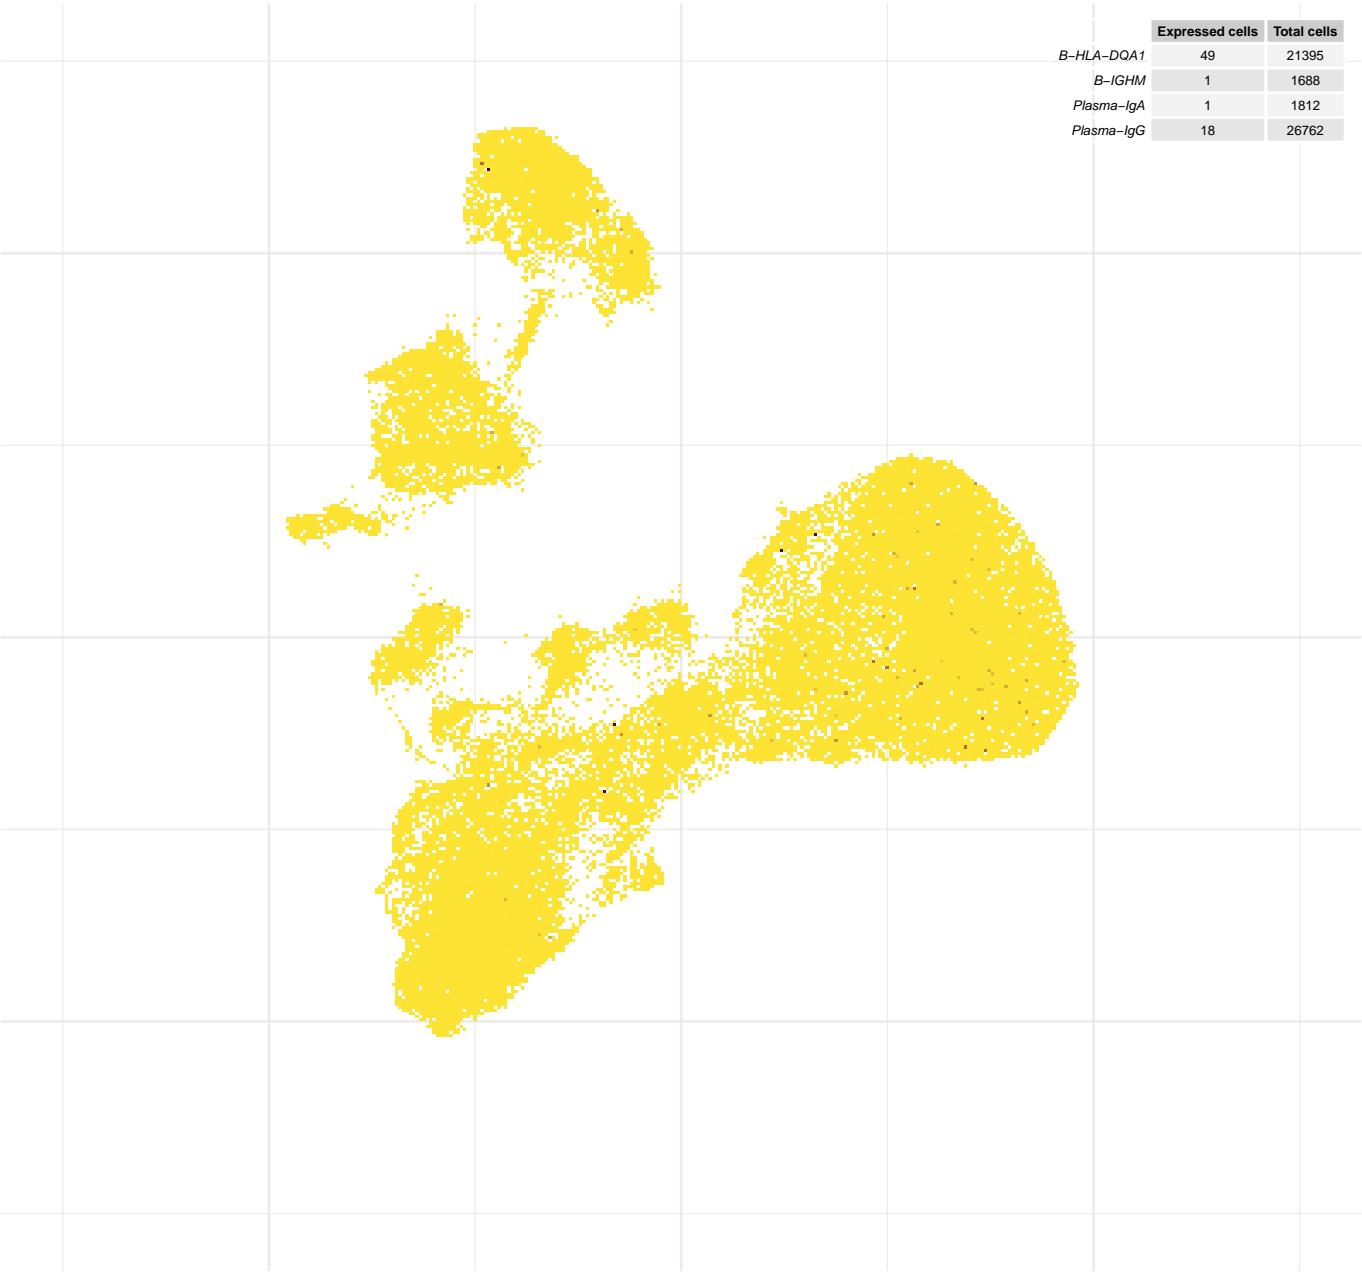 Expressed cells Total cells
B−HLA−DQA1 49 21395
B−IGHM 1 1688
Plasma−IgA 1 1812
Plasma−IgG 18 26762